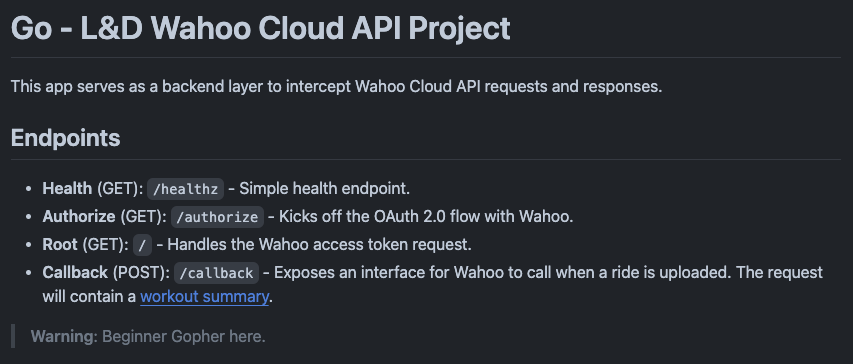 Go - L&D Wahoo Cloud API Project
This app serves as a backend layer to intercept Wahoo Cloud API requests and responses.
Endpoints
• Health (GET): /healthz - Simple health endpoint.
• Authorize (GET): /authorize - Kicks off the OAuth 2.0 flow with Wahoo.
• Root (GET): / - Handles the Wahoo access token request.
• Callback (POST): /callback - Exposes an interface for Wahoo to call when a ride is uploaded. The request
will contain a workout summary.
Warning: Beginner Gopher here.